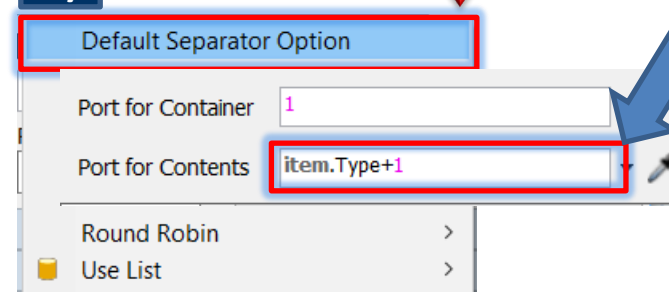 Default Separator Option
Port for Container 1
Port for Contents item.Type+1
Round Robin >
Use List >